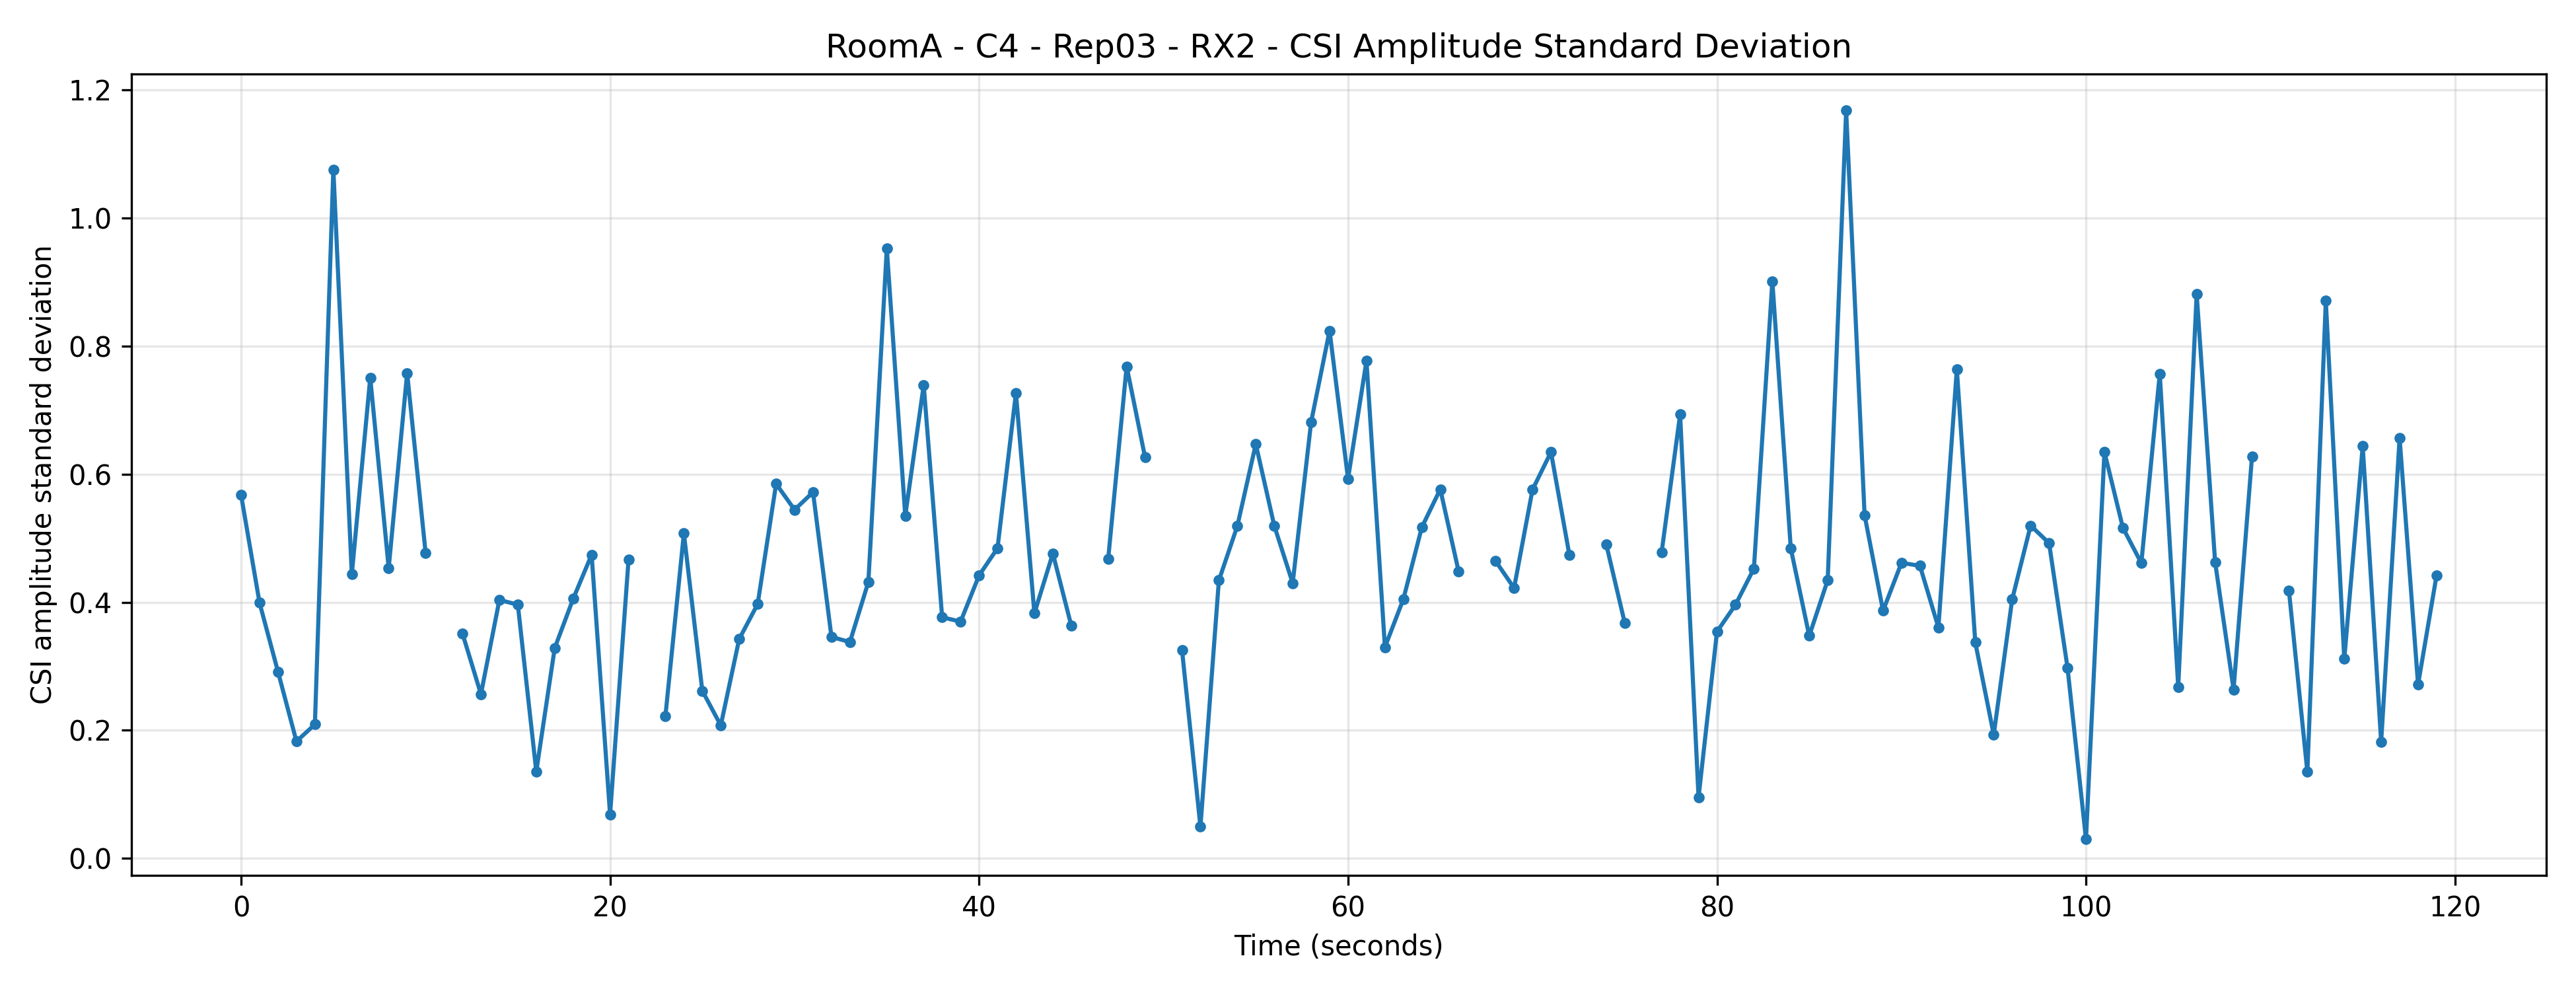 RoomA - C4 - Rep03 - RX2 - CSI Amplitude Standard Deviation
CSI amplitude standard deviation
1.2
1.0
0.8
0.6
0.4
0.2
0.0
0 20 40 60 80 100 120
Time (seconds)